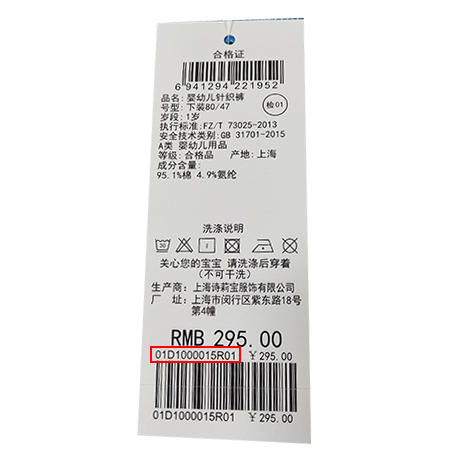 合格证
6 941294 221952
品名: 婴幼儿针织裤
检01
号型: 下装80/47
岁段: 1岁
执行标准: FZ/T 73025-2013
安全技术类别: GB 31701-2015
A类 婴幼儿用品
等级: 合格品 产地: 上海
成分含量:
95.1%棉 4.9%氨纶
洗涤说明
30
关心您的宝宝 请洗涤后穿着
(不可干洗)
生产商: 上海诗莉宝服饰有限公司
厂 址: 上海市闵行区紫东路18号
第4幢
RMB 295.00
01D1000015R01 ¥295.00
01D1000015R01 ¥295.00